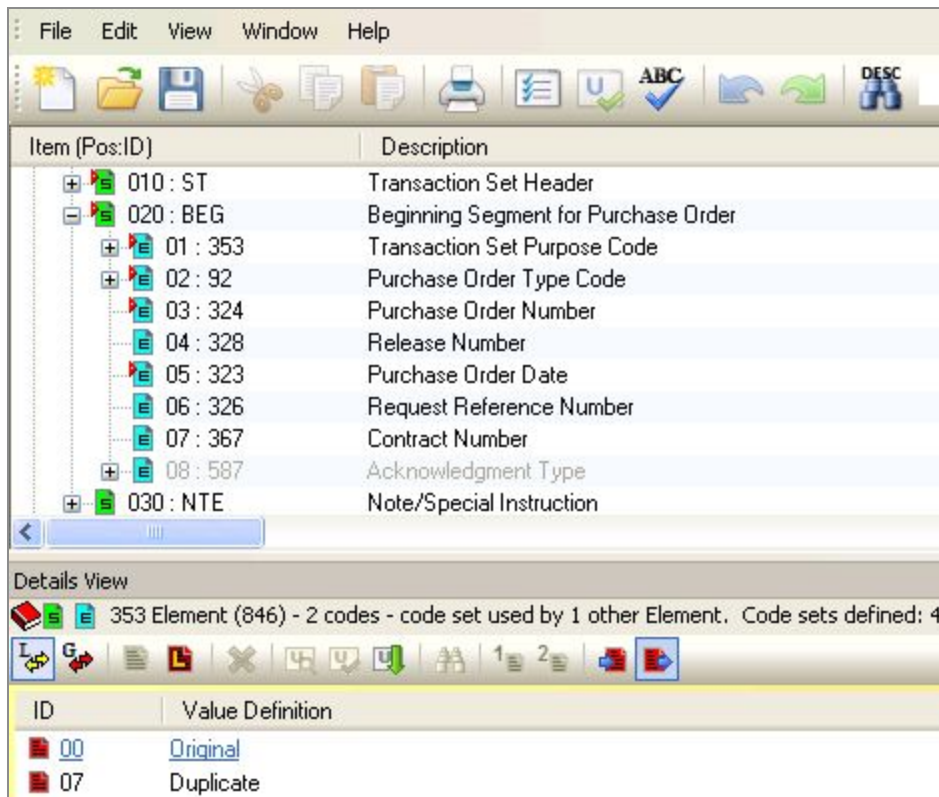 File Edit View Window Help
ABC DESC
Item (Pos:ID) Description
S 010 : ST Transaction Set Header
S 020 : BEG Beginning Segment for Purchase Order
E 01 : 353 Transaction Set Purpose Code
E 02 : 92 Purchase Order Type Code
E 03 : 324 Purchase Order Number
E 04 : 328 Release Number
E 05 : 323 Purchase Order Date
E 06 : 326 Request Reference Number
E 07 : 367 Contract Number
E 08 : 587 Acknowledgment Type
S 030 : NTE Note/Special Instruction
Details View
S E 353 Element (846) - 2 codes - code set used by 1 other Element. Code sets defined: 4
L G L U U U 1 2
ID Value Definition
00 Original
07 Duplicate